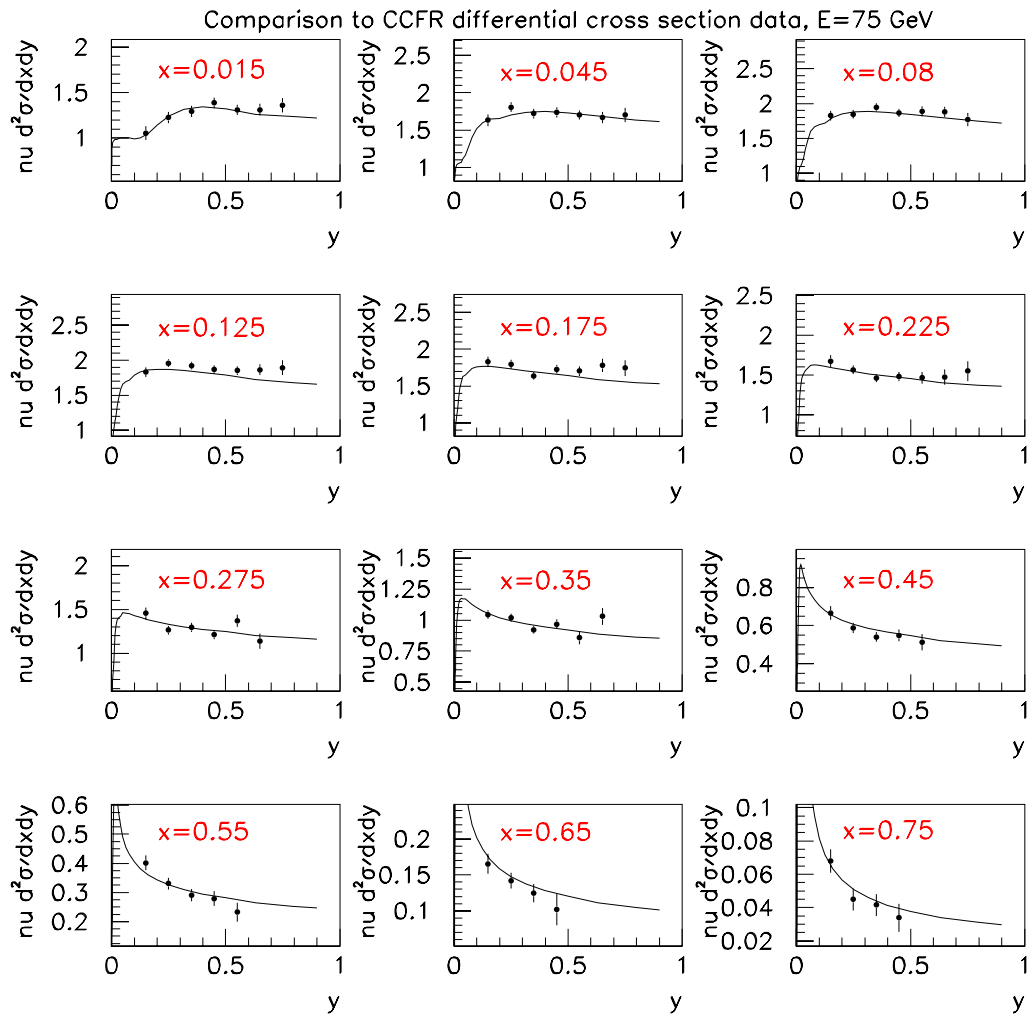 Comparison to CCFR differential cross section data, E=75 GeV
nu d²σ/dxdy
2
1.5
1
x=0.015
0 0.5 1
y
nu d²σ/dxdy
2.5
2
1.5
1
x=0.045
0 0.5 1
y
nu d²σ/dxdy
2.5
2
1.5
1
x=0.08
0 0.5 1
y
nu d²σ/dxdy
2.5
2
1.5
1
x=0.125
0 0.5 1
y
nu d²σ/dxdy
2.5
2
1.5
1
x=0.175
0 0.5 1
y
nu d²σ/dxdy
2.5
2
1.5
1
x=0.225
0 0.5 1
y
nu d²σ/dxdy
2
1.5
1
x=0.275
0 0.5 1
y
nu d²σ/dxdy
1.5
1.25
1
0.75
0.5
x=0.35
0 0.5 1
y
nu d²σ/dxdy
0.8
0.6
0.4
x=0.45
0 0.5 1
y
nu d²σ/dxdy
0.6
0.5
0.4
0.3
0.2
x=0.55
0 0.5 1
y
nu d²σ/dxdy
0.2
0.15
0.1
x=0.65
0 0.5 1
y
nu d²σ/dxdy
0.1
0.08
0.06
0.04
0.02
x=0.75
0 0.5 1
y